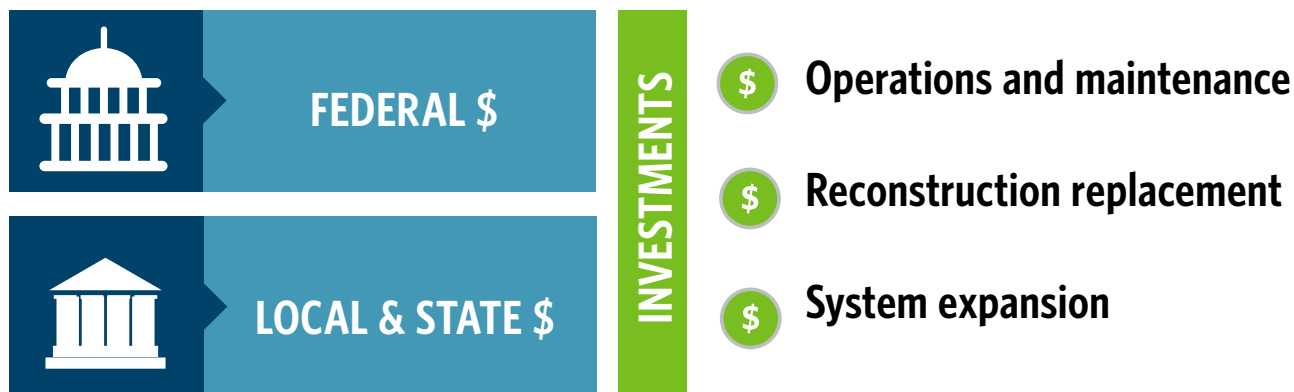 FEDERAL $
LOCAL & STATE $
INVESTMENTS
$ Operations and maintenance
$ Reconstruction replacement
$ System expansion